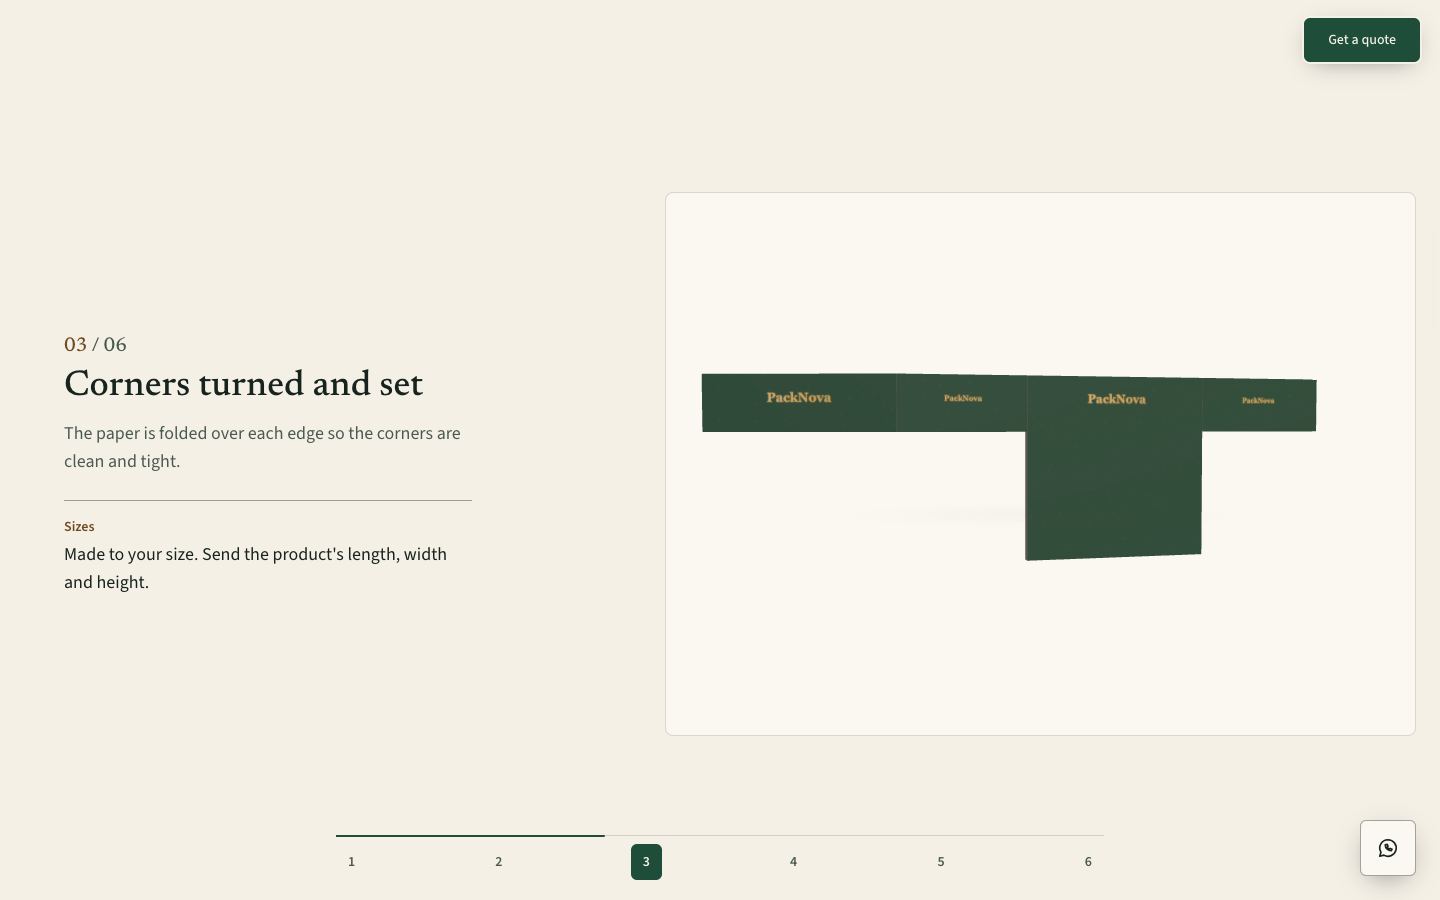 Get a quote
03 / 06
Corners turned and set
The paper is folded over each edge so the corners are
clean and tight.
Sizes
Made to your size. Send the product's length, width
and height.
PackNova
PackNova
PackNova
PackNova
1
2
3
4
5
6